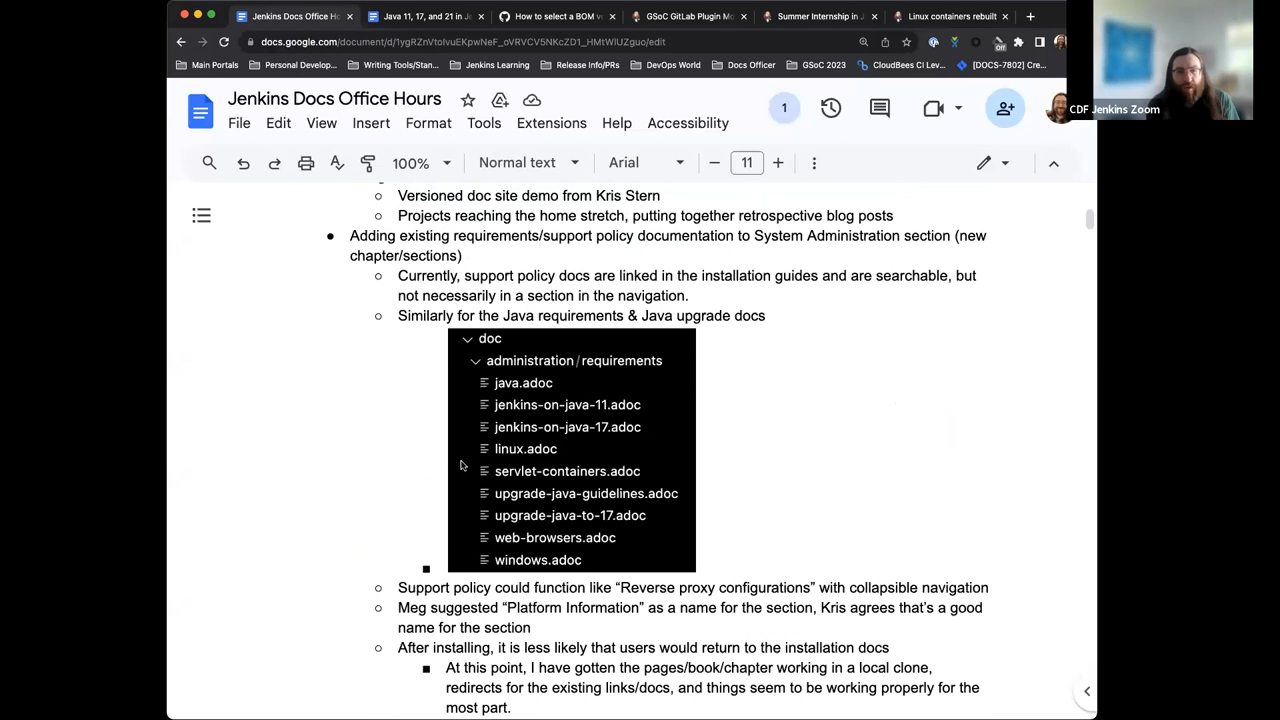 Jenkins Docs Office Hours
Java 11, 17, and 21 in Je
How to select a BOM ve
GSoC GitLab Plugin Mo
Summer Internship in J
Linux containers rebuilt
docs.google.com/document/d/1ygRZnVtoIvuEKpwNeF_oVRVCV5NKcZD1_HMtWlUZguo/edit
Off
Main Portals
Personal Develop...
Writing Tools/Stan...
Jenkins Learning
Release Info/PRs
DevOps World
Docs Officer
GSoC 2023
CloudBees CI Lev...
[DOCS-7802] (Cre...
CDF Jenkins Zoom
Jenkins Docs Office Hours
1
File Edit View Insert Format Tools Extensions Help Accessibility
100% Normal text Arial 11
Versioned doc site demo from Kris Stern
Projects reaching the home stretch, putting together retrospective blog posts
Adding existing requirements/support policy documentation to System Administration section (new
chapter/sections)
Currently, support policy docs are linked in the installation guides and are searchable, but
not necessarily in a section in the navigation.
Similarly for the Java requirements & Java upgrade docs
doc
administration/requirements
java.adoc
jenkins-on-java-11.adoc
jenkins-on-java-17.adoc
linux.adoc
servlet-containers.adoc
upgrade-java-guidelines.adoc
upgrade-java-to-17.adoc
web-browsers.adoc
windows.adoc
Support policy could function like “Reverse proxy configurations” with collapsible navigation
Meg suggested “Platform Information” as a name for the section, Kris agrees that’s a good
name for the section
After installing, it is less likely that users would return to the installation docs
At this point, I have gotten the pages/book/chapter working in a local clone,
redirects for the existing links/docs, and things seem to be working properly for the
most part.